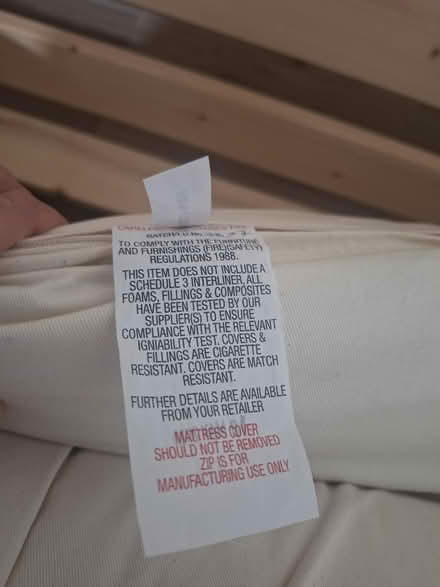 BATCH/I.D.NO.
TO COMPLY WITH THE FURNITURE
AND FURNISHINGS (FIRE)(SAFETY)
REGULATIONS 1988.
THIS ITEM DOES NOT INCLUDE A
SCHEDULE 3 INTERLINER. ALL
FOAMS, FILLINGS & COMPOSITES
HAVE BEEN TESTED BY OUR
SUPPLIER(S) TO ENSURE
COMPLIANCE WITH THE RELEVANT
IGNIABILITY TEST. COVERS &
FILLINGS ARE CIGARETTE
RESISTANT. COVERS ARE MATCH
RESISTANT.
FURTHER DETAILS ARE AVAILABLE
FROM YOUR RETAILER
MATTRESS COVER
SHOULD NOT BE REMOVED
ZIP IS FOR
MANUFACTURING USE ONLY